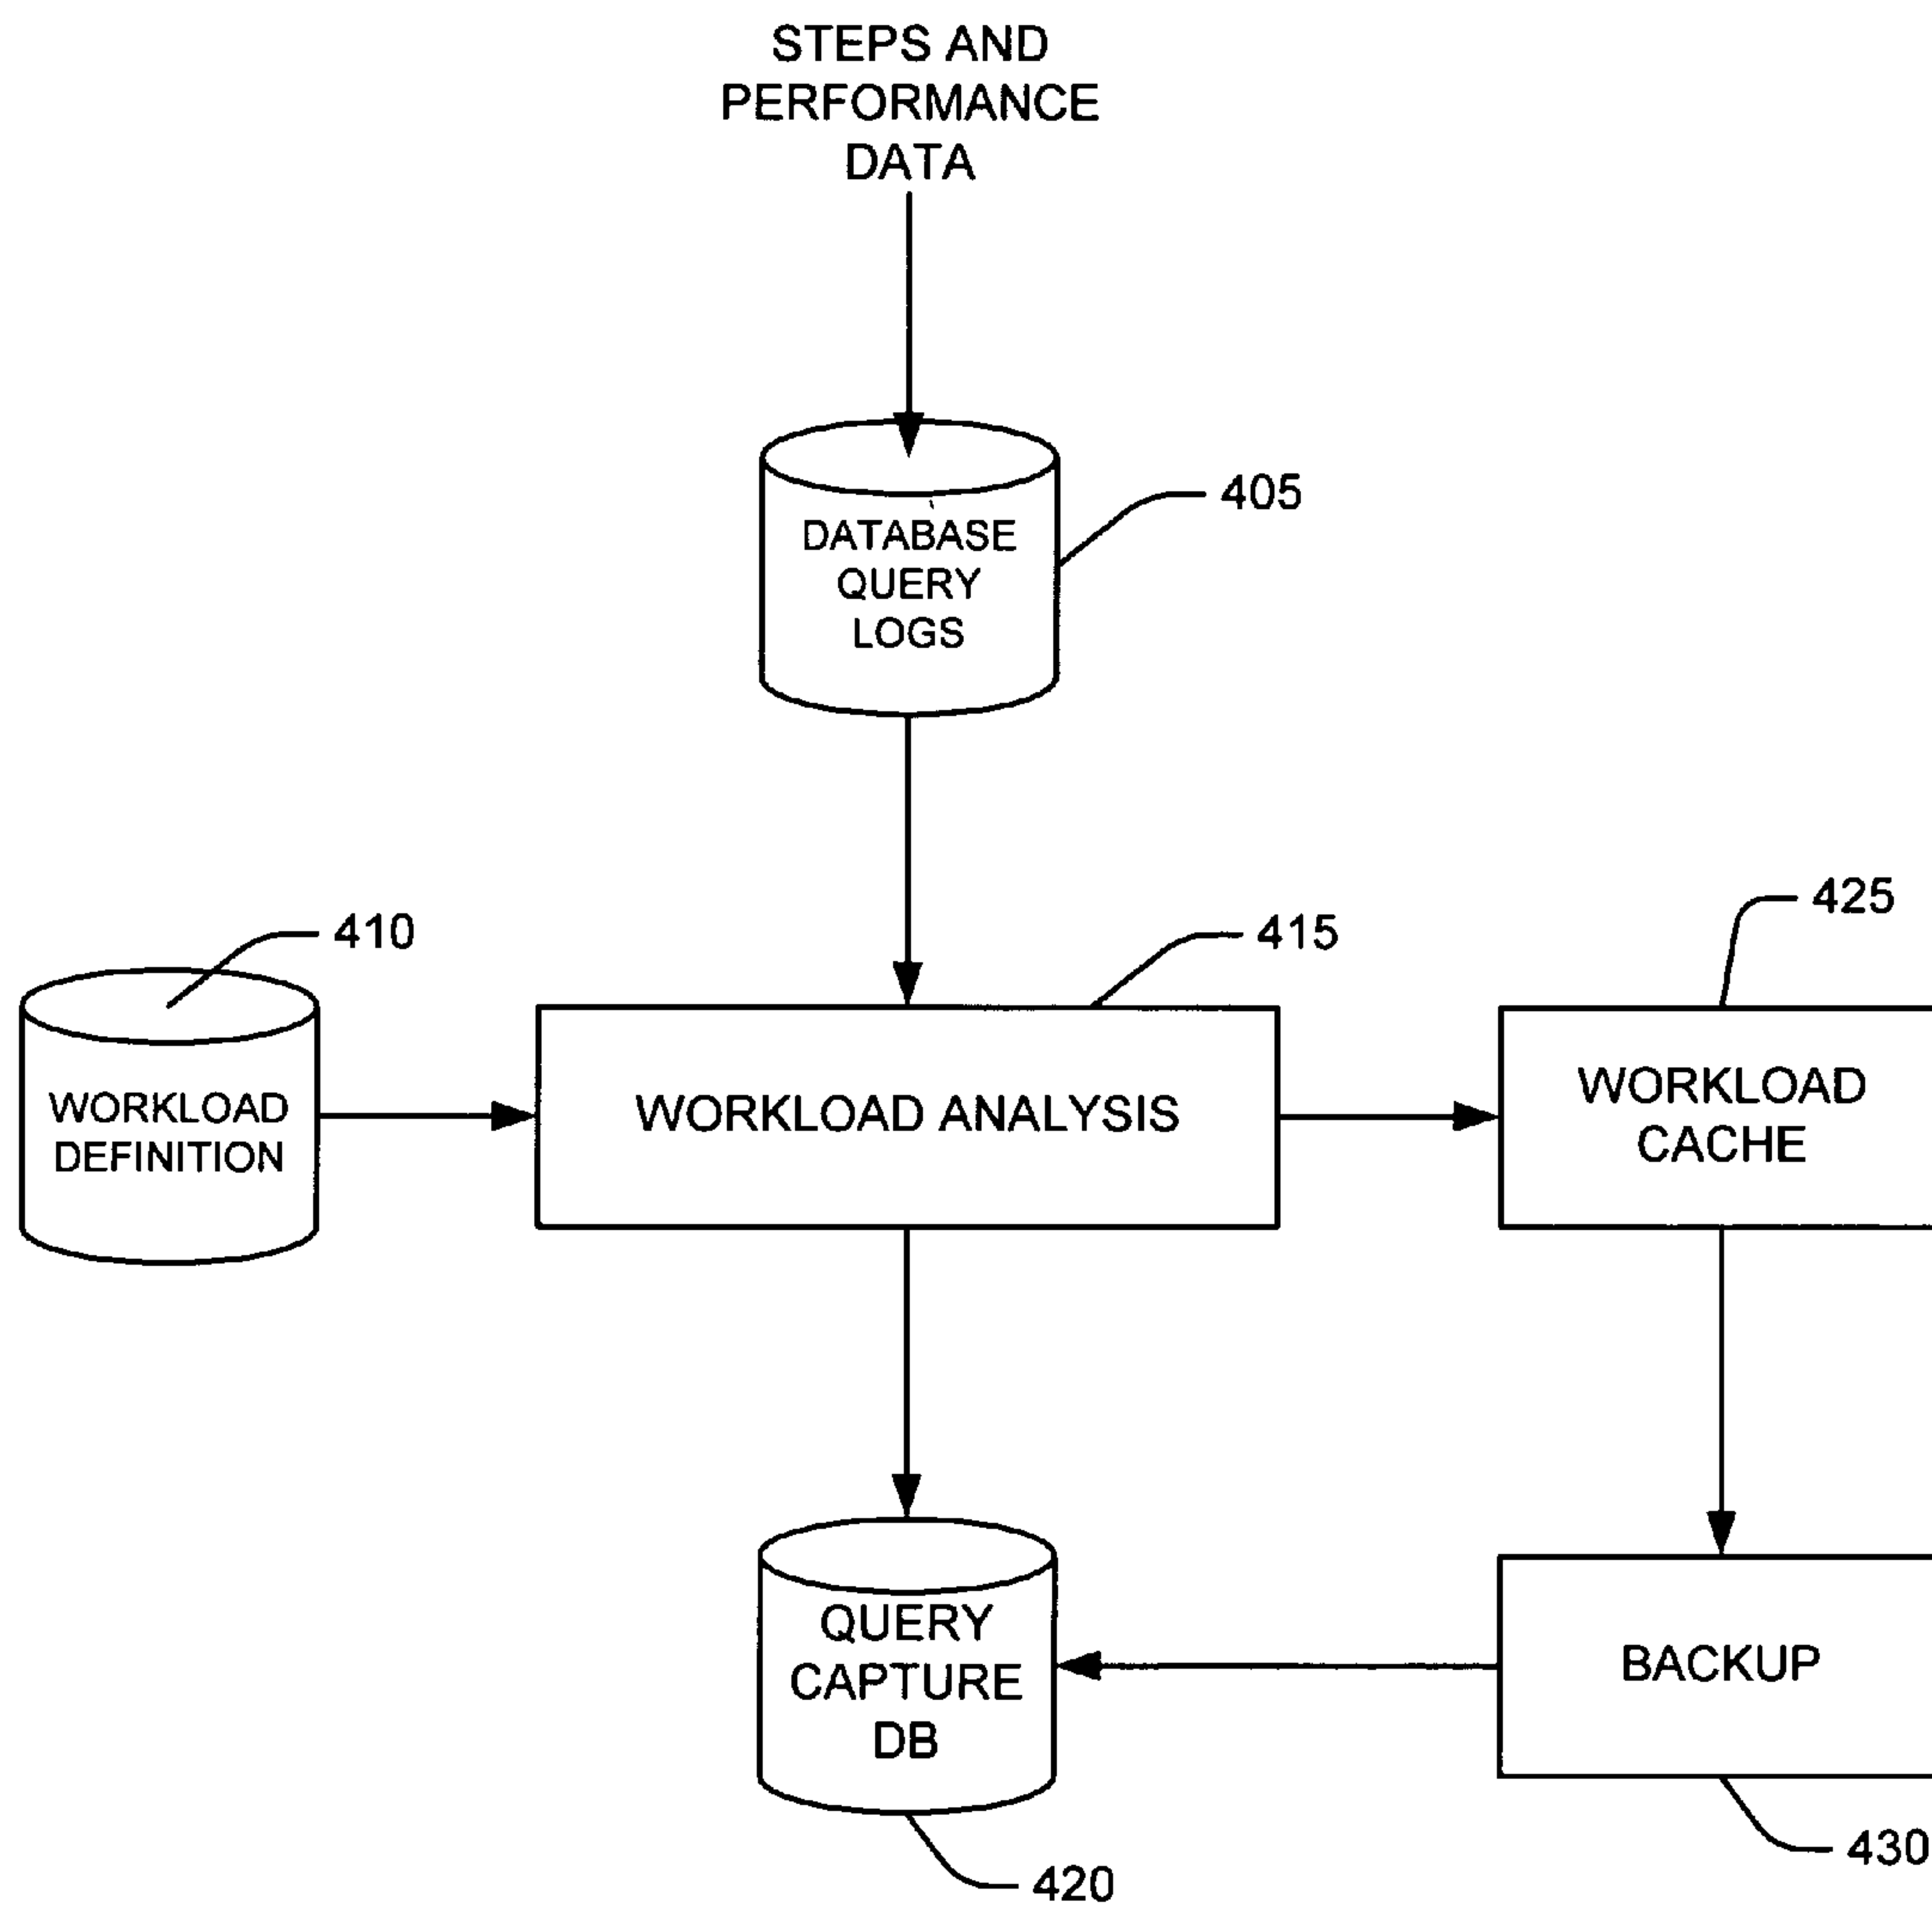 STEPS AND
PERFORMANCE
DATA
405
DATABASE
QUERY
LOGS
410
415
425
WORKLOAD
DEFINITION
WORKLOAD ANALYSIS
WORKLOAD
CACHE
QUERY
CAPTURE
DB
BACKUP
430
420